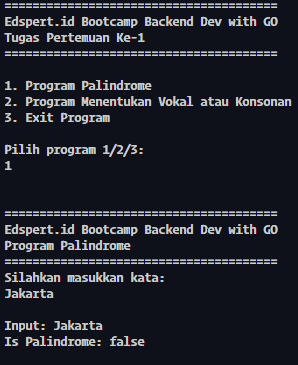 =======================================
Edspert.id Bootcamp Backend Dev with GO
Tugas Pertemuan Ke-1
=======================================
1. Program Palindrome
2. Program Menentukan Vokal atau Konsonan
3. Exit Program
Pilih program 1/2/3:
1
=======================================
Edspert.id Bootcamp Backend Dev with GO
Program Palindrome
=======================================
Silahkan masukkan kata:
Jakarta
Input: Jakarta
Is Palindrome: false